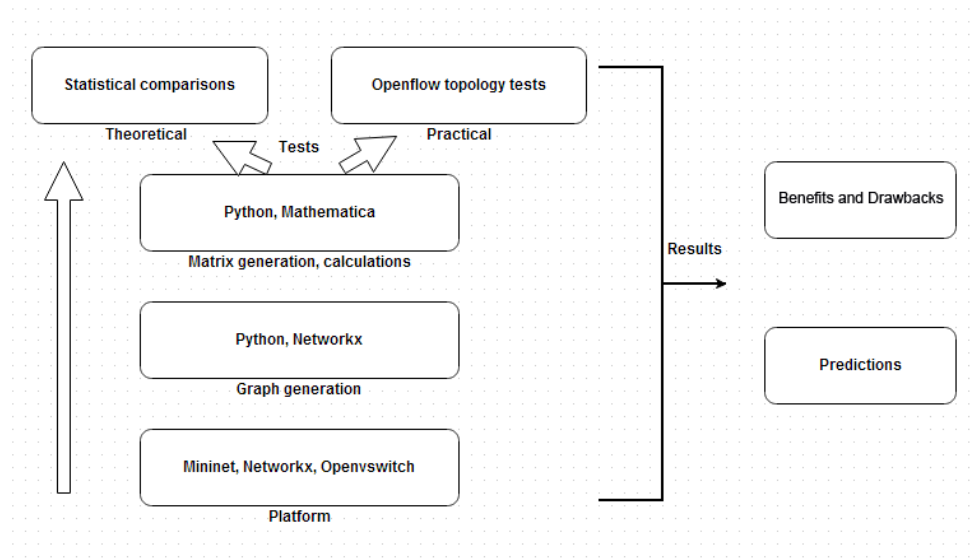 Statistical comparisons
Openflow topology tests
Theoretical
Tests
Practical
Python, Mathematica
Matrix generation, calculations
Python, Networkx
Graph generation
Mininet, Networkx, Openvswitch
Platform
Results
Benefits and Drawbacks
Predictions